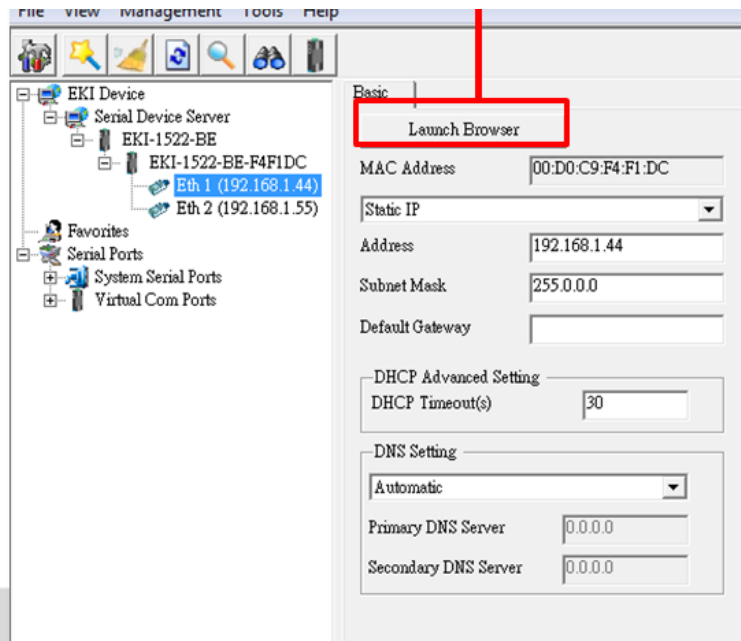 File View Management Tools Help
EKI Device
Serial Device Server
EKI-1522-BE
EKI-1522-BE-F4F1DC
Eth 1 (192.168.1.44)
Eth 2 (192.168.1.55)
Favorites
Serial Ports
System Serial Ports
Virtual Com Ports
Basic
Launch Browser
MAC Address 00:D0:C9:F4:F1:DC
Static IP
Address 192.168.1.44
Subnet Mask 255.0.0.0
Default Gateway
DHCP Advanced Setting
DHCP Timeout(s) 30
DNS Setting
Automatic
Primary DNS Server 0.0.0.0
Secondary DNS Server 0.0.0.0